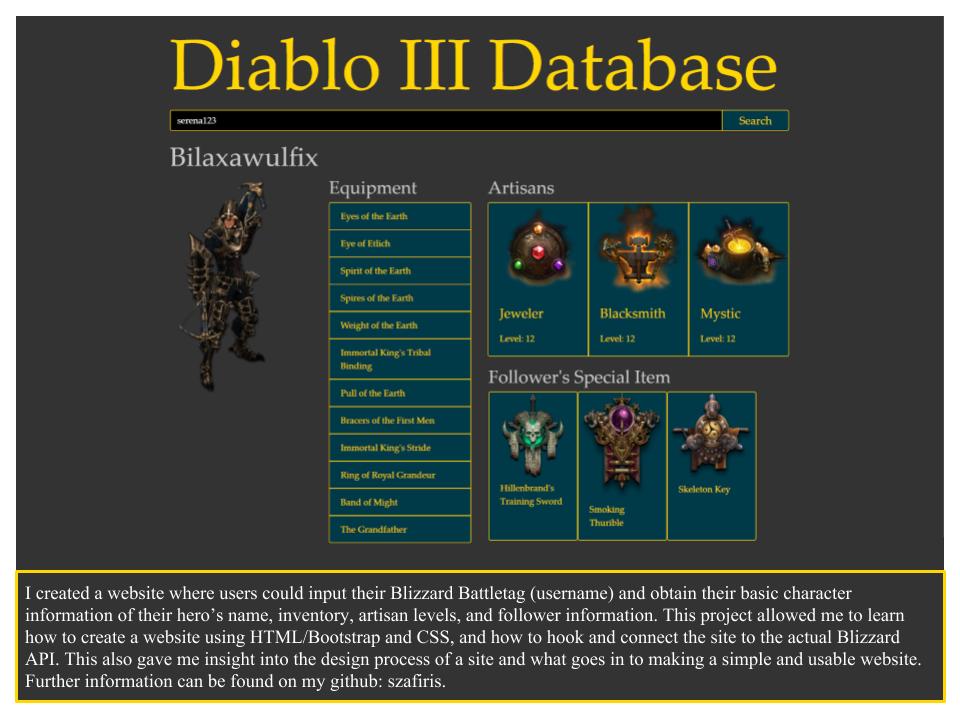 Diablo III Database
serena123
Search
Bilaxawulfix
Equipment
Eyes of the Earth
Eye of Etlich
Spirit of the Earth
Spires of the Earth
Weight of the Earth
Immortal King's Tribal
Binding
Pull of the Earth
Bracers of the First Men
Immortal King's Stride
Ring of Royal Grandeur
Band of Might
The Grandfather
Artisans
Jeweler
Level: 12
Blacksmith
Level: 12
Mystic
Level: 12
Follower's Special Item
Hillenbrand's
Training Sword
Smoking
Thurible
Skeleton Key
I created a website where users could input their Blizzard Battletag (username) and obtain their basic character
information of their hero's name, inventory, artisan levels, and follower information. This project allowed me to learn
how to create a website using HTML/Bootstrap and CSS, and how to hook and connect the site to the actual Blizzard
API. This also gave me insight into the design process of a site and what goes in to making a simple and usable website.
Further information can be found on my github: szafiris.